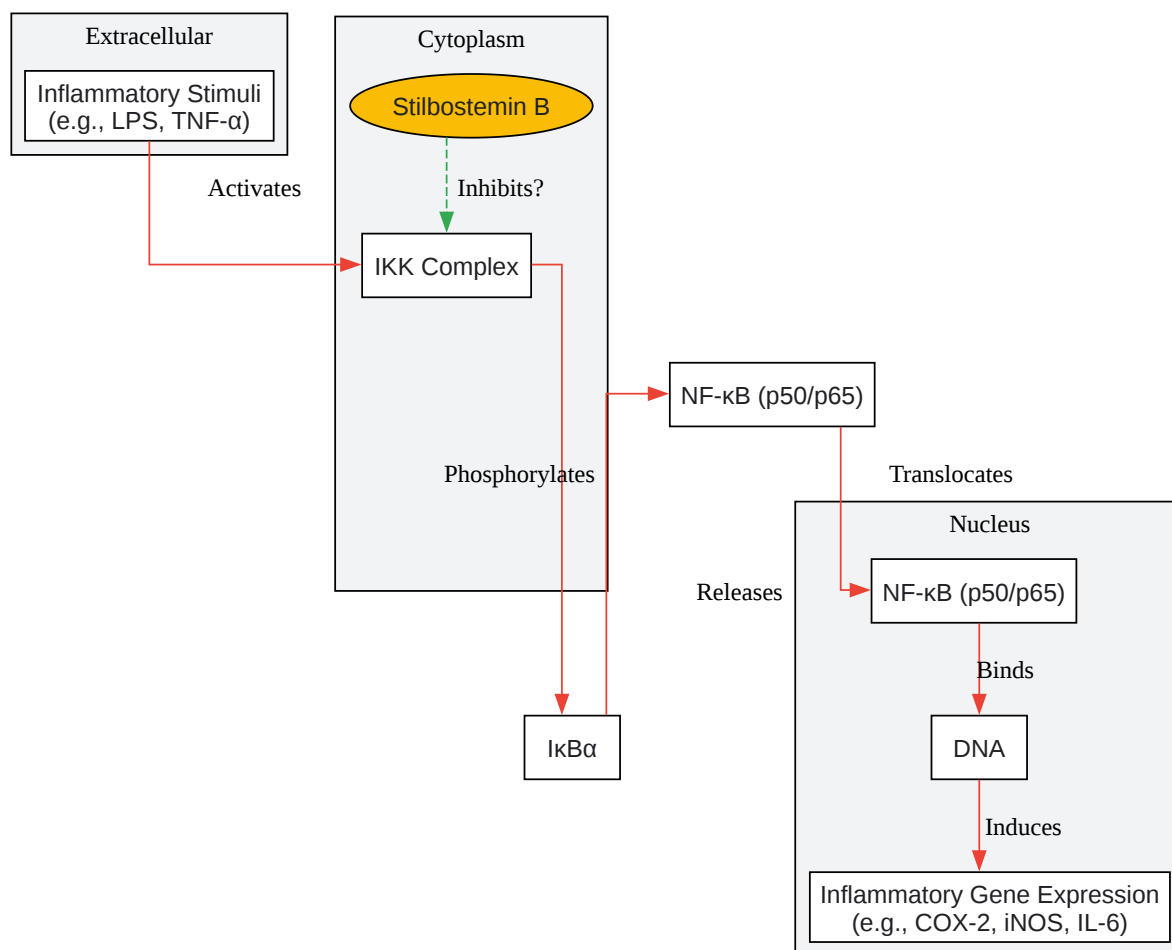 Extracellular
Inflammatory Stimuli
(e.g., LPS, TNF-α)
Activates
Cytoplasm
Stilbostemin B
Inhibits?
IKK Complex
Phosphorylates
IκBα
Releases
NF-κB (p50/p65)
Translocates
Nucleus
NF-κB (p50/p65)
Binds
DNA
Induces
Inflammatory Gene Expression
(e.g., COX-2, iNOS, IL-6)